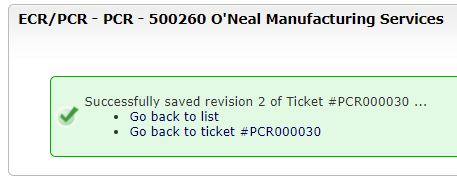 ECR/PCR - PCR - 500260 O'Neal Manufacturing Services
Successfully saved revision 2 of Ticket #PCR000030 ...
• Go back to list
• Go back to ticket #PCR000030